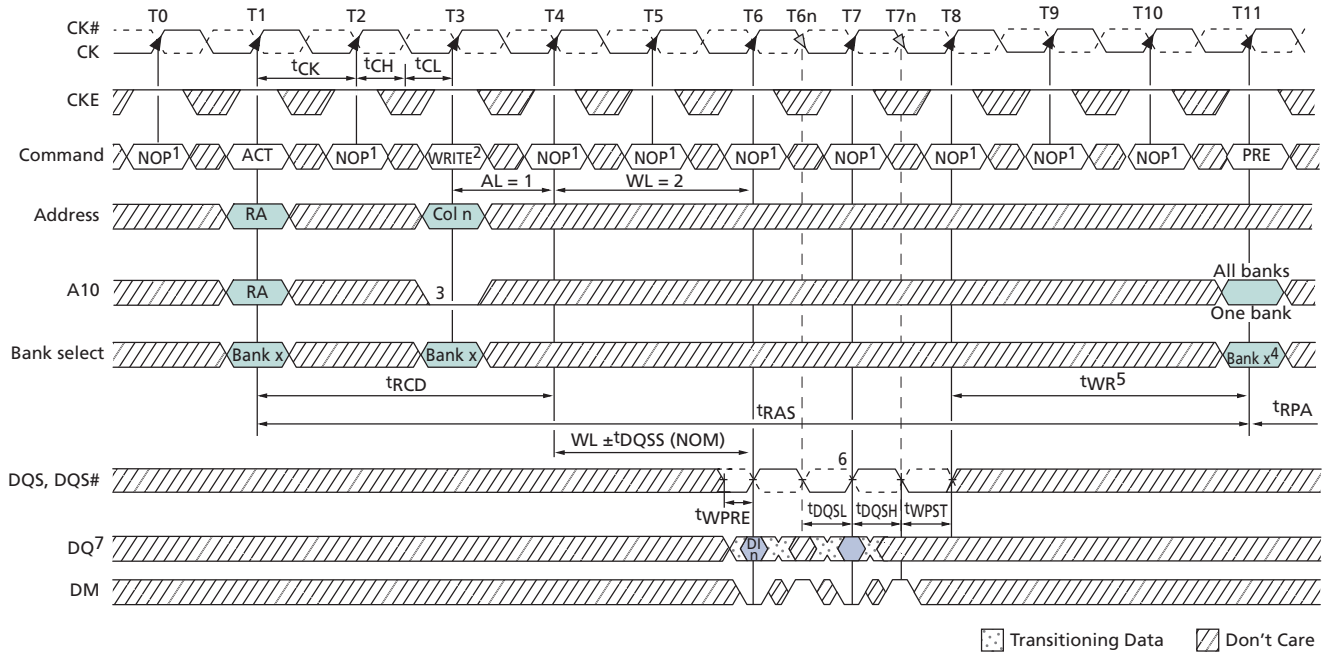 T0 T1 T2 T3 T4 T5 T6 T6n T7 T7n T8 T9 T10 T11
CK#
CK
tCK tCH tCL
CKE
Command NOP1 ACT NOP1 WRITE2 NOP1 NOP1 NOP1 NOP1 NOP1 NOP1 NOP1 PRE
AL = 1 WL = 2
Address RA Col n
All banks
A10 RA 3
One bank
Bank select Bank x Bank x Bank x4
tRCD tWR5
tRAS tRPA
WL ±tDQSS (NOM)
6
DQS, DQS#
tWPRE tDQSL tDQSH tWPST
DQ7 DI
n
DM
Transitioning Data Don't Care